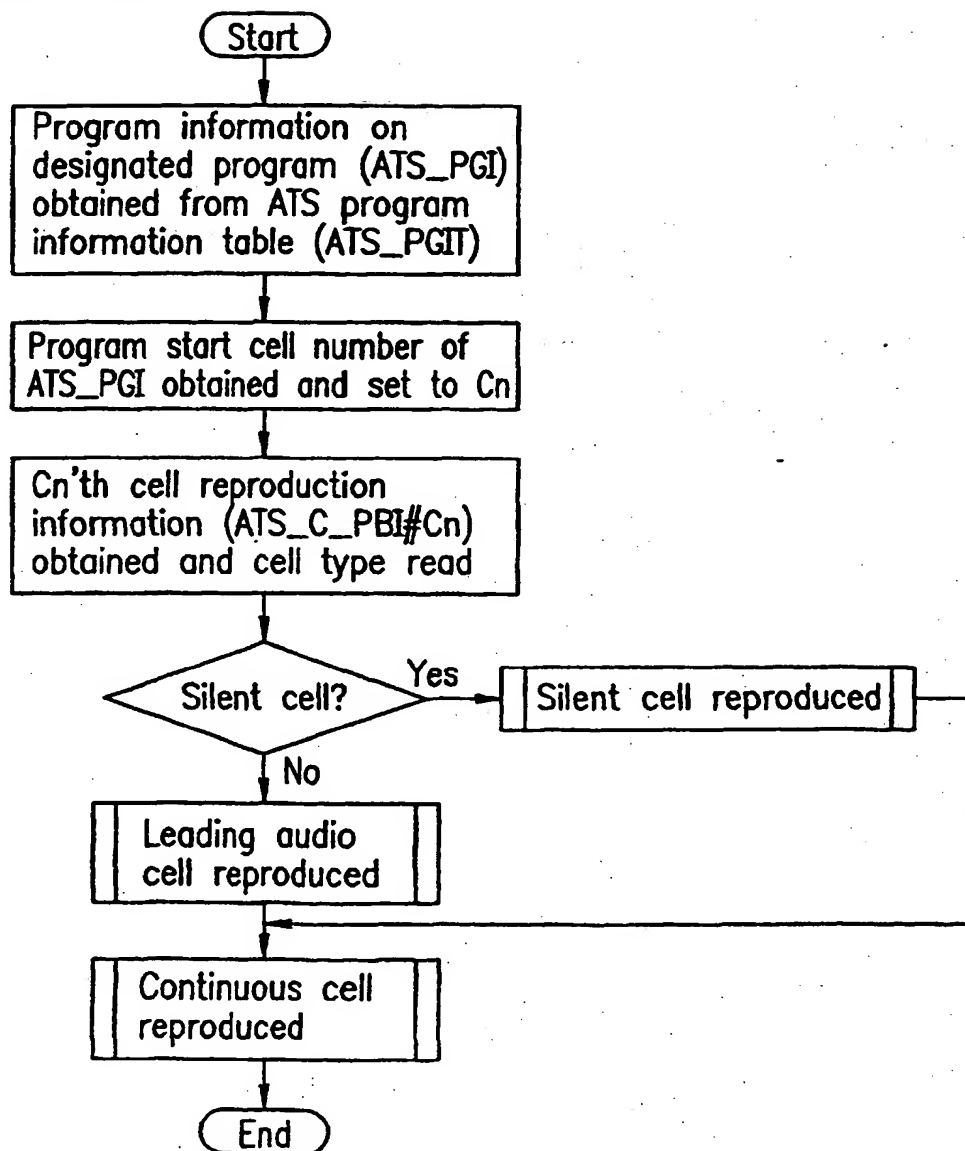 Start
Program information on
designated program (ATS_PGI)
obtained from ATS program
information table (ATS_PGIT)
Program start cell number of
ATS_PGI obtained and set to Cn
Cn'th cell reproduction
information (ATS_C_PBI#Cn)
obtained and cell type read
Silent cell?
Yes
Silent cell reproduced
No
Leading audio
cell reproduced
Continuous cell
reproduced
End